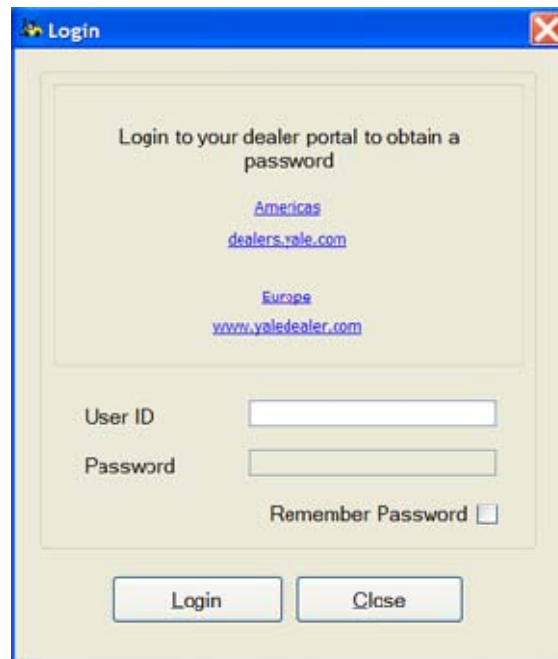 Login
Login to your dealer portal to obtain a
password
Americas
dealers.yale.com
Europe
www.yaledealer.com
User ID
Password
Remember Password
Login
Close